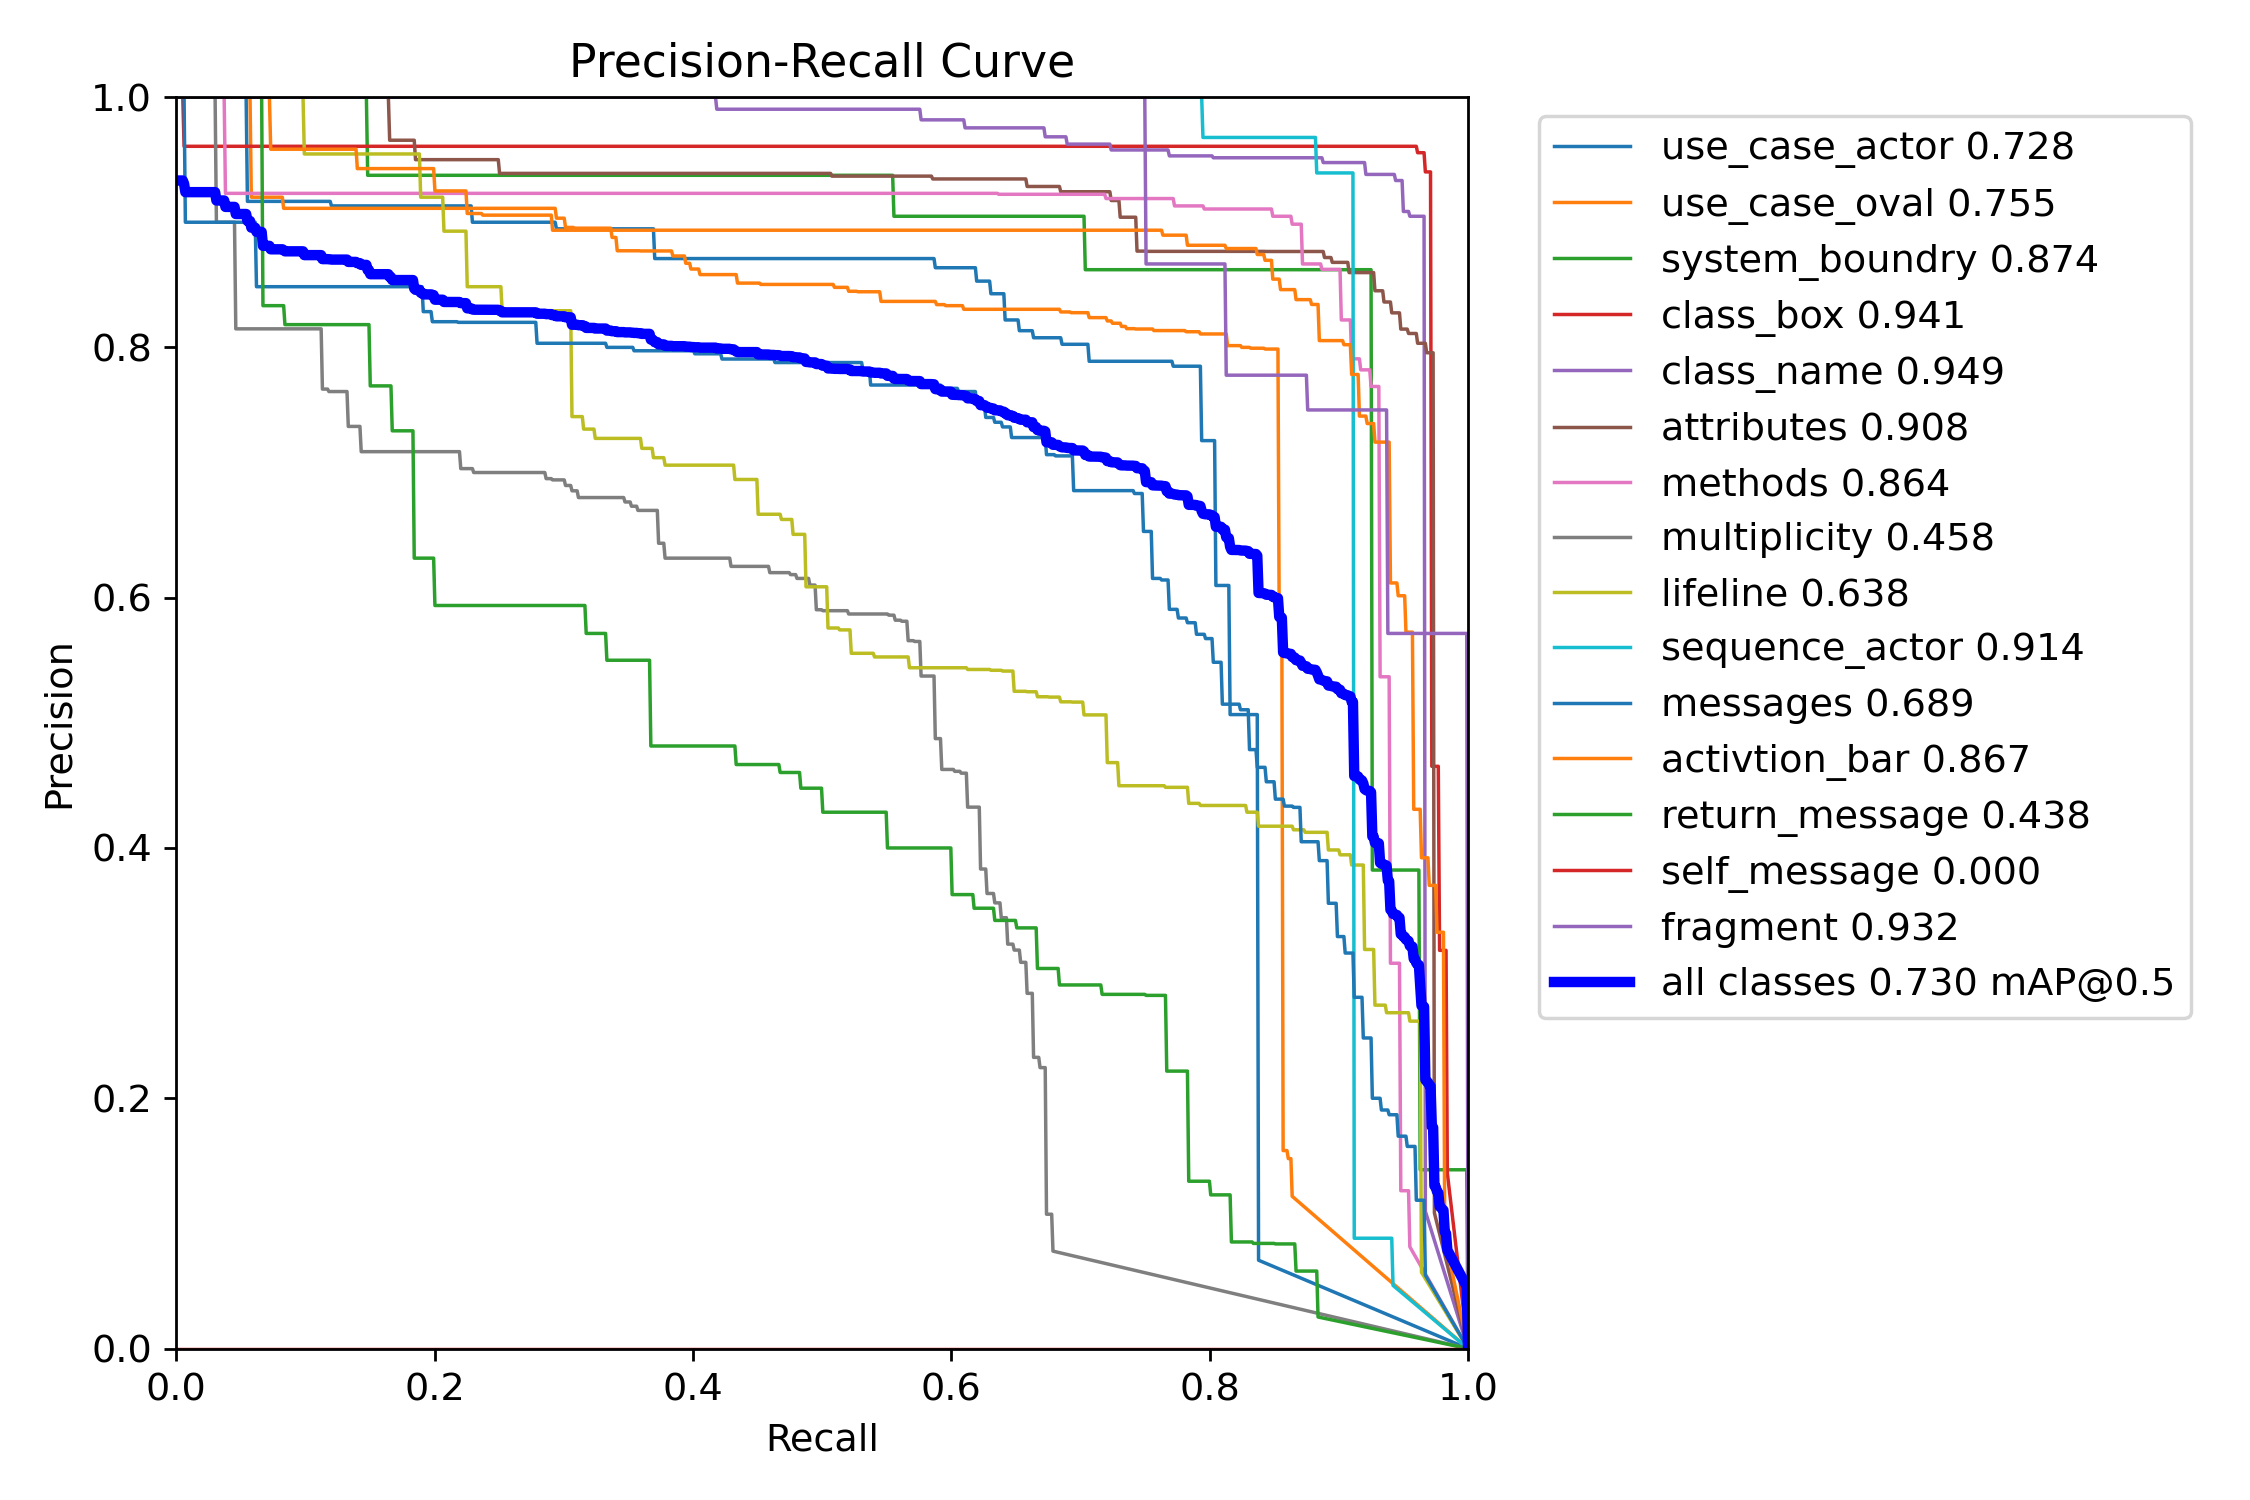 Precision-Recall Curve
1.0
0.8
0.6
0.4
0.2
0.0
Precision
0.0 0.2 0.4 0.6 0.8 1.0
Recall
use_case_actor 0.728
use_case_oval 0.755
system_boundry 0.874
class_box 0.941
class_name 0.949
attributes 0.908
methods 0.864
multiplicity 0.458
lifeline 0.638
sequence_actor 0.914
messages 0.689
activtion_bar 0.867
return_message 0.438
self_message 0.000
fragment 0.932
all classes 0.730 mAP@0.5